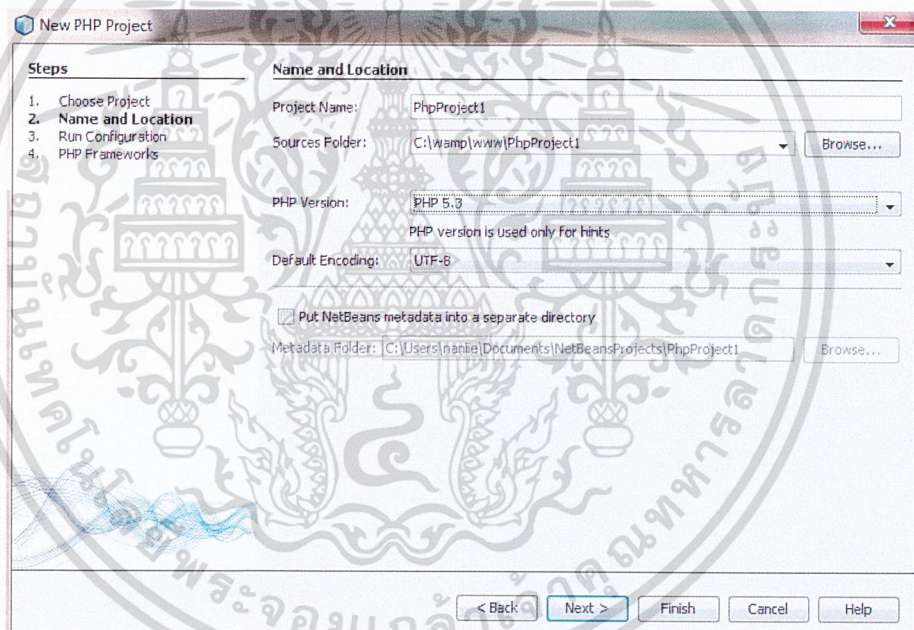 New PHP Project
Steps
1. Choose Project
2. Name and Location
3. Run Configuration
4. PHP Frameworks
Name and Location
Project Name: PhpProject1
Sources Folder: C:\wamp\www\PhpProject1 Browse...
PHP Version: PHP 5.3
PHP version is used only for hints
Default Encoding: UTF-8
Put NetBeans metadata into a separate directory
Metadata Folder: C:\Users\naniie\Documents\NetBeansProjects\PhpProject1 Browse...
< Back Next > Finish Cancel Help